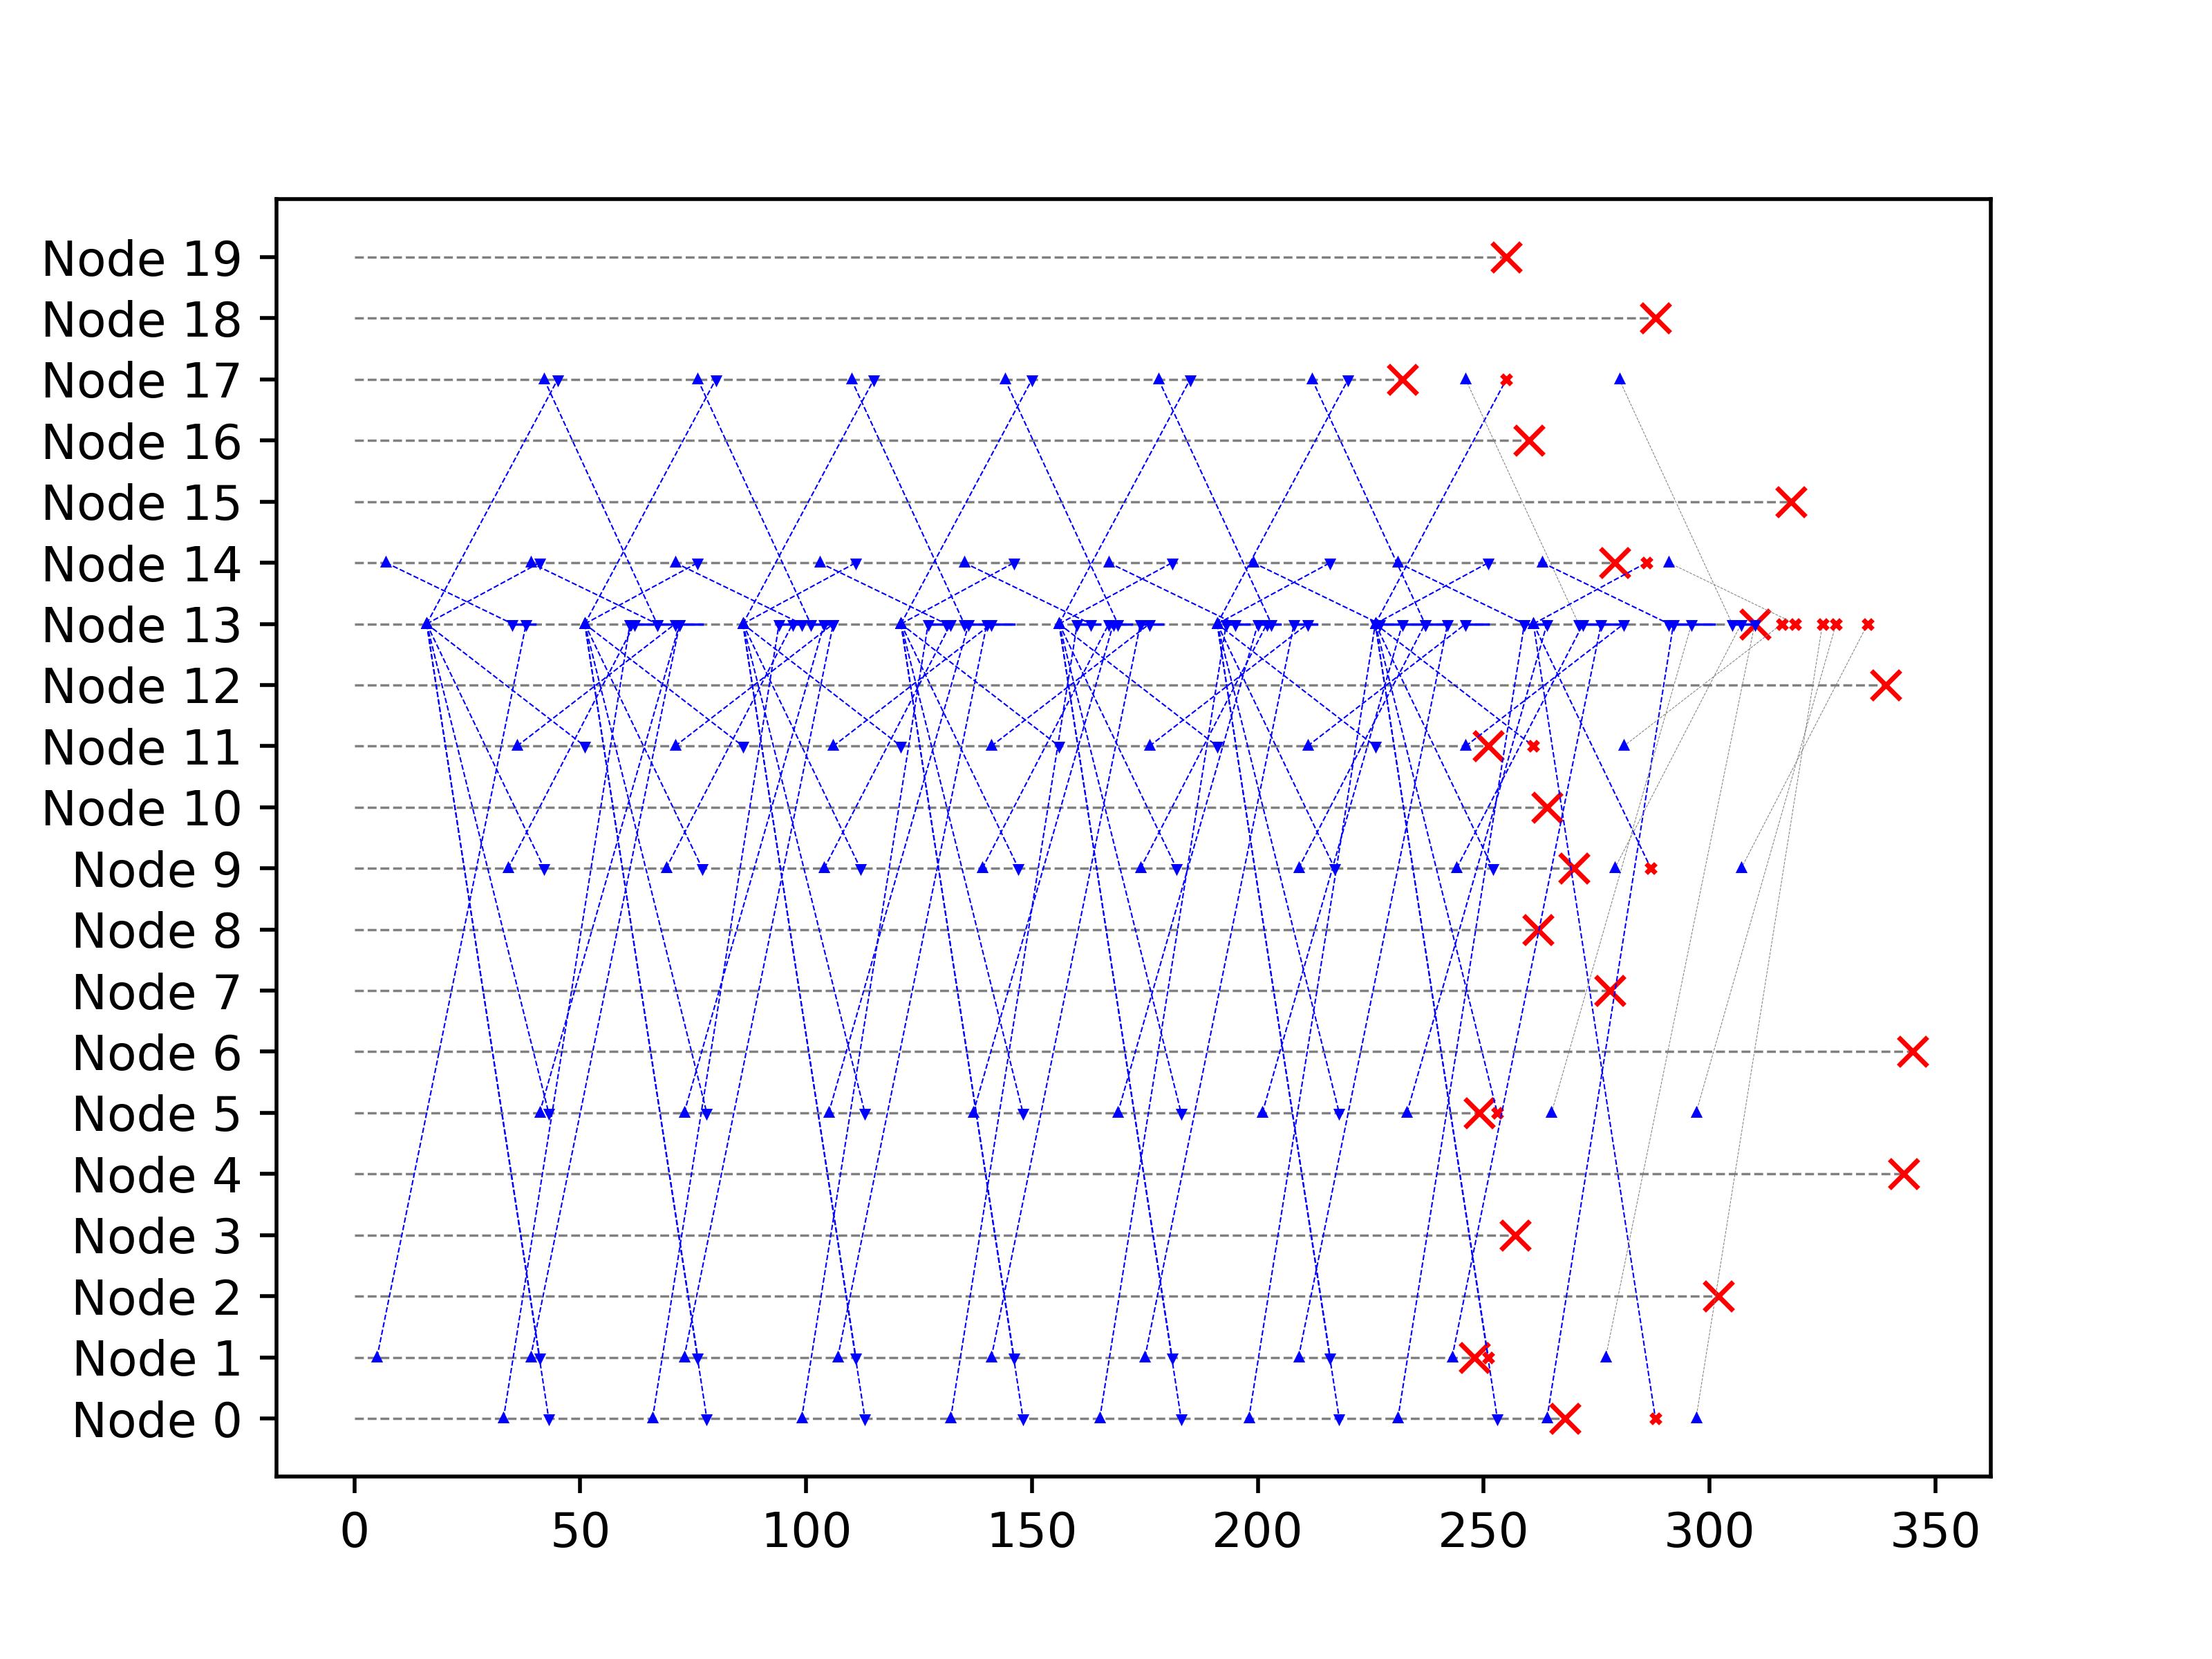 Node 19
Node 18
Node 17
Node 16
Node 15
Node 14
Node 13
Node 12
Node 11
Node 10
Node 9
Node 8
Node 7
Node 6
Node 5
Node 4
Node 3
Node 2
Node 1
Node 0
0 50 100 150 200 250 300 350